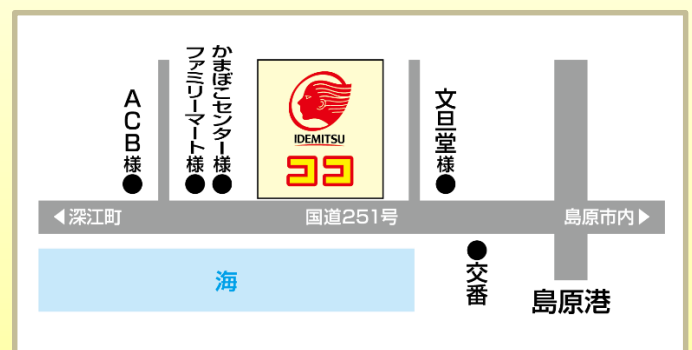 ACB様
ファミリーマート様
かまぼこセンター様
IDEMITSU
ココ
文旦堂様
◀深江町
国道251号
島原市内▶
海
交番
島原港